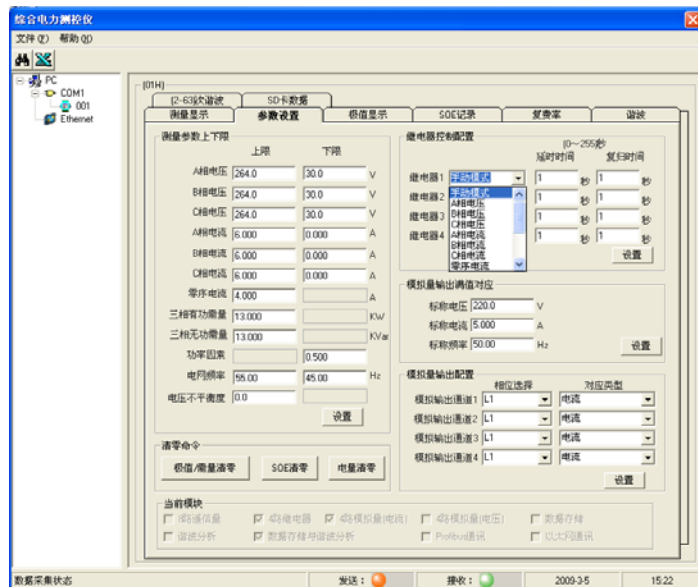 综合电力测控仪
文件(F) 帮助(Q)
PC
COM1
001
Ethernet
[01H]
[2-63]次谐波 SD卡数据
测量显示 参数设置 极值显示 SOE记录 复费率 谐波
测量参数上下限
上限 下限
A相电压 264.0 30.0 V
B相电压 264.0 30.0 V
C相电压 264.0 30.0 V
A相电流 6.000 0.000 A
B相电流 6.000 0.000 A
C相电流 6.000 0.000 A
零序电流 4.000 A
三相有功需量 13.000 KW
三相无功需量 13.000 KVar
功率因素 0.500
电网频率 55.00 45.00 Hz
电压不平衡度 0.0
设置
清零命令
极值/需量清零 SOE清零 电量清零
继电器控制配置
[0~255]秒
延时时间 复归时间
继电器1 手动模式 1 秒 1 秒
继电器2 1 秒 1 秒
继电器3 1 秒 1 秒
继电器4 1 秒 1 秒
手动模式
A相电压
B相电压
C相电压
A相电流
B相电流
C相电流
零序电流
设置
模拟量输出满值对应
标称电压 220.0 V
标称电流 5.000 A
标称频率 50.00 Hz
设置
模拟量输出配置
相位选择 对应类型
模拟输出通道1 L1 电流
模拟输出通道2 L1 电流
模拟输出通道3 L1 电流
模拟输出通道4 L1 电流
设置
当前模块
路遥信量 4路继电器 4路模拟量(电流) 4路模拟量(电压) 数据存储
谐波分析 数据存储与谐波分析 Profibus通讯 以太网通讯
数据采集状态 发送: 接收: 2009-3-5 15:22